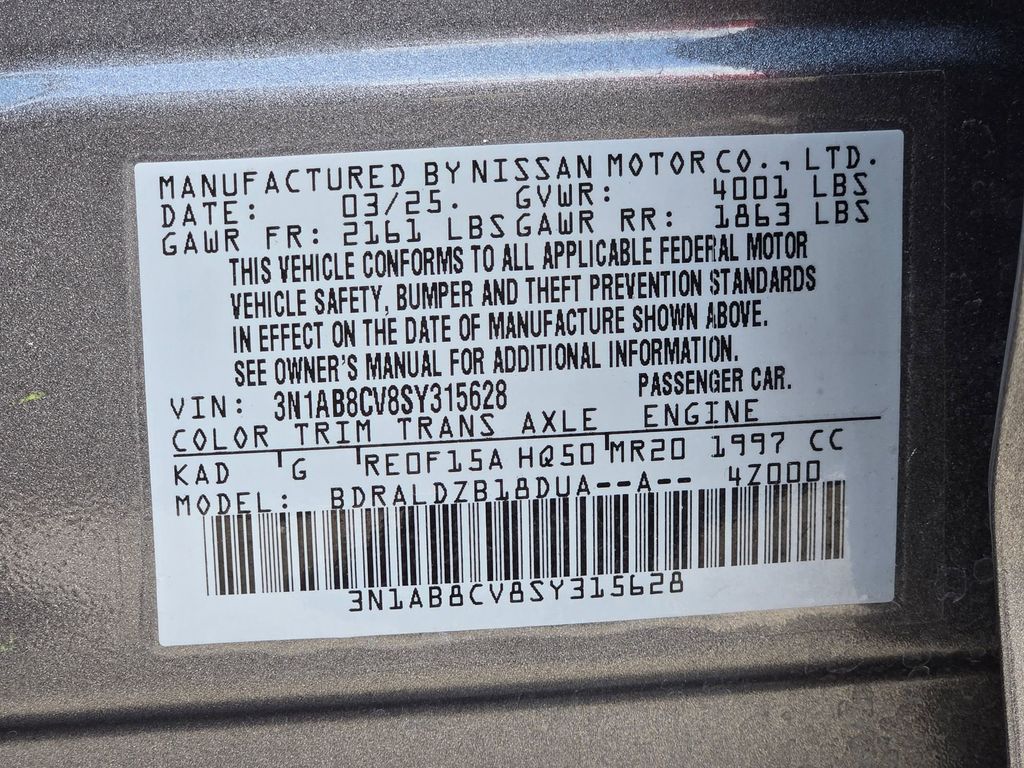 MANUFACTURED BY NISSAN MOTOR CO., LTD.
DATE: 03/25. GVWR: 4001 LBS
GAWR FR: 2161 LBS GAWR RR: 1863 LBS
THIS VEHICLE CONFORMS TO ALL APPLICABLE FEDERAL MOTOR
VEHICLE SAFETY, BUMPER AND THEFT PREVENTION STANDARDS
IN EFFECT ON THE DATE OF MANUFACTURE SHOWN ABOVE.
SEE OWNER'S MANUAL FOR ADDITIONAL INFORMATION.
VIN: 3N1AB8CV8SY315628 PASSENGER CAR.
COLOR TRIM TRANS AXLE ENGINE
KAD G RE0F15A HQ50 MR20 1997 CC
MODEL: BDRALDZB18DUA--A-- 4Z000
3N1AB8CV8SY315628